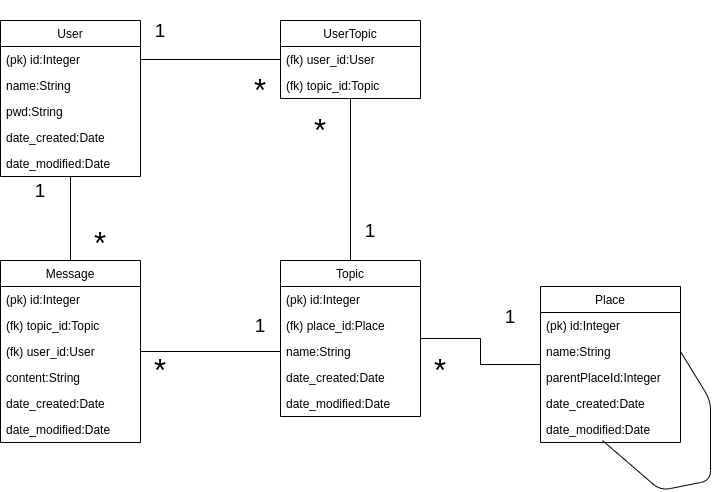 User
(pk) id:Integer
name:String
pwd:String
date_created:Date
date_modified:Date
1
*
UserTopic
(fk) user_id:User
(fk) topic_id:Topic
*
1
1
*
Message
(pk) id:Integer
(fk) topic_id:Topic
(fk) user_id:User
content:String
date_created:Date
date_modified:Date
1
*
Topic
(pk) id:Integer
(fk) place_id:Place
name:String
date_created:Date
date_modified:Date
1
*
Place
(pk) id:Integer
name:String
parentPlaceId:Integer
date_created:Date
date_modified:Date